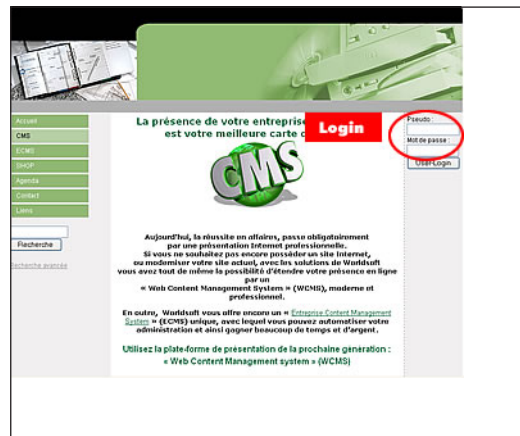 Accueil
CMS
ECMS
SHOP
Agenda
Contact
Liens
Recherche
Recherche avancée
La présence de votre entreprise
est votre meilleure carte d
Login
CMS
Aujourd'hui, la réussite en affaires, passe obligatoirement
par une présentation Internet professionnelle.
Si vous ne souhaitez pas encore posséder un site Internet,
ou moderniser votre site actuel, avec les solutions de Worldsoft
vous avez tout de même la possibilité d'étendre votre présence en ligne
par un
« Web Content Management System » (WCMS), moderne et
professionnel.
En outre, Worldsoft vous offre encore un « Entreprise Content Management
System » (ECMS) unique, avec lequel vous pouvez automatiser votre
administration et ainsi gagner beaucoup de temps et d'argent.
Utilisez la plate-forme de présentation de la prochaine génération :
« Web Content Management system » (WCMS)
Pseudo :
Mot de passe :
User-Login